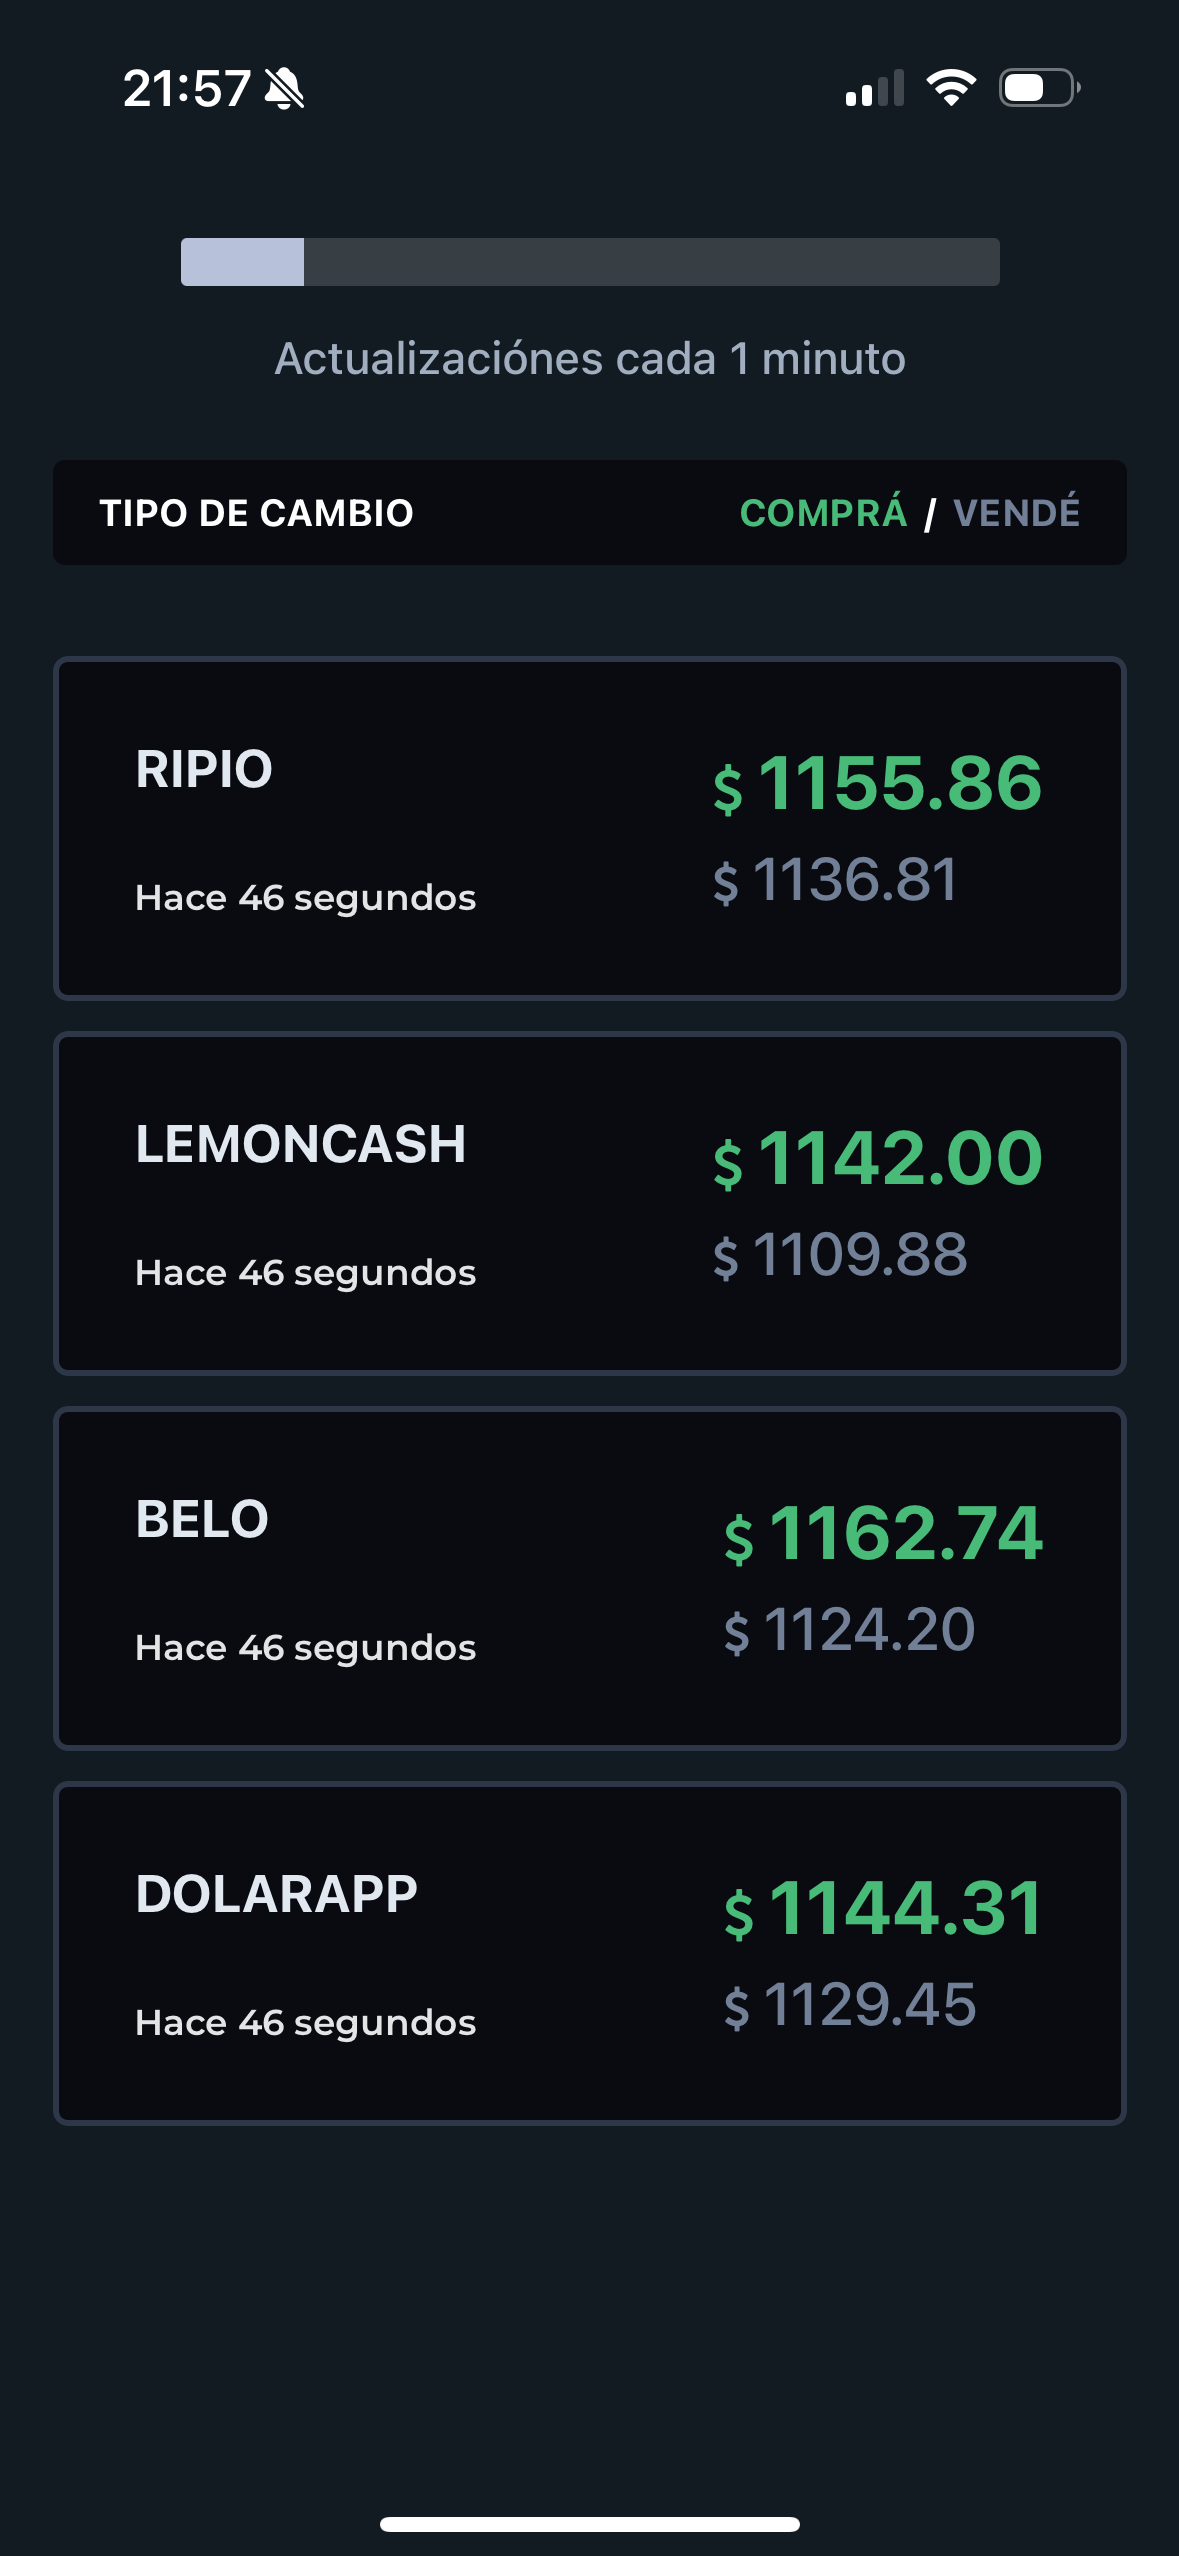 21:57
Actualizaciónes cada 1 minuto
TIPO DE CAMBIO COMPRÁ / VENDÉ
RIPIO $ 1155.86
Hace 46 segundos $ 1136.81
LEMONCASH $ 1142.00
Hace 46 segundos $ 1109.88
BELO $ 1162.74
Hace 46 segundos $ 1124.20
DOLARAPP $ 1144.31
Hace 46 segundos $ 1129.45